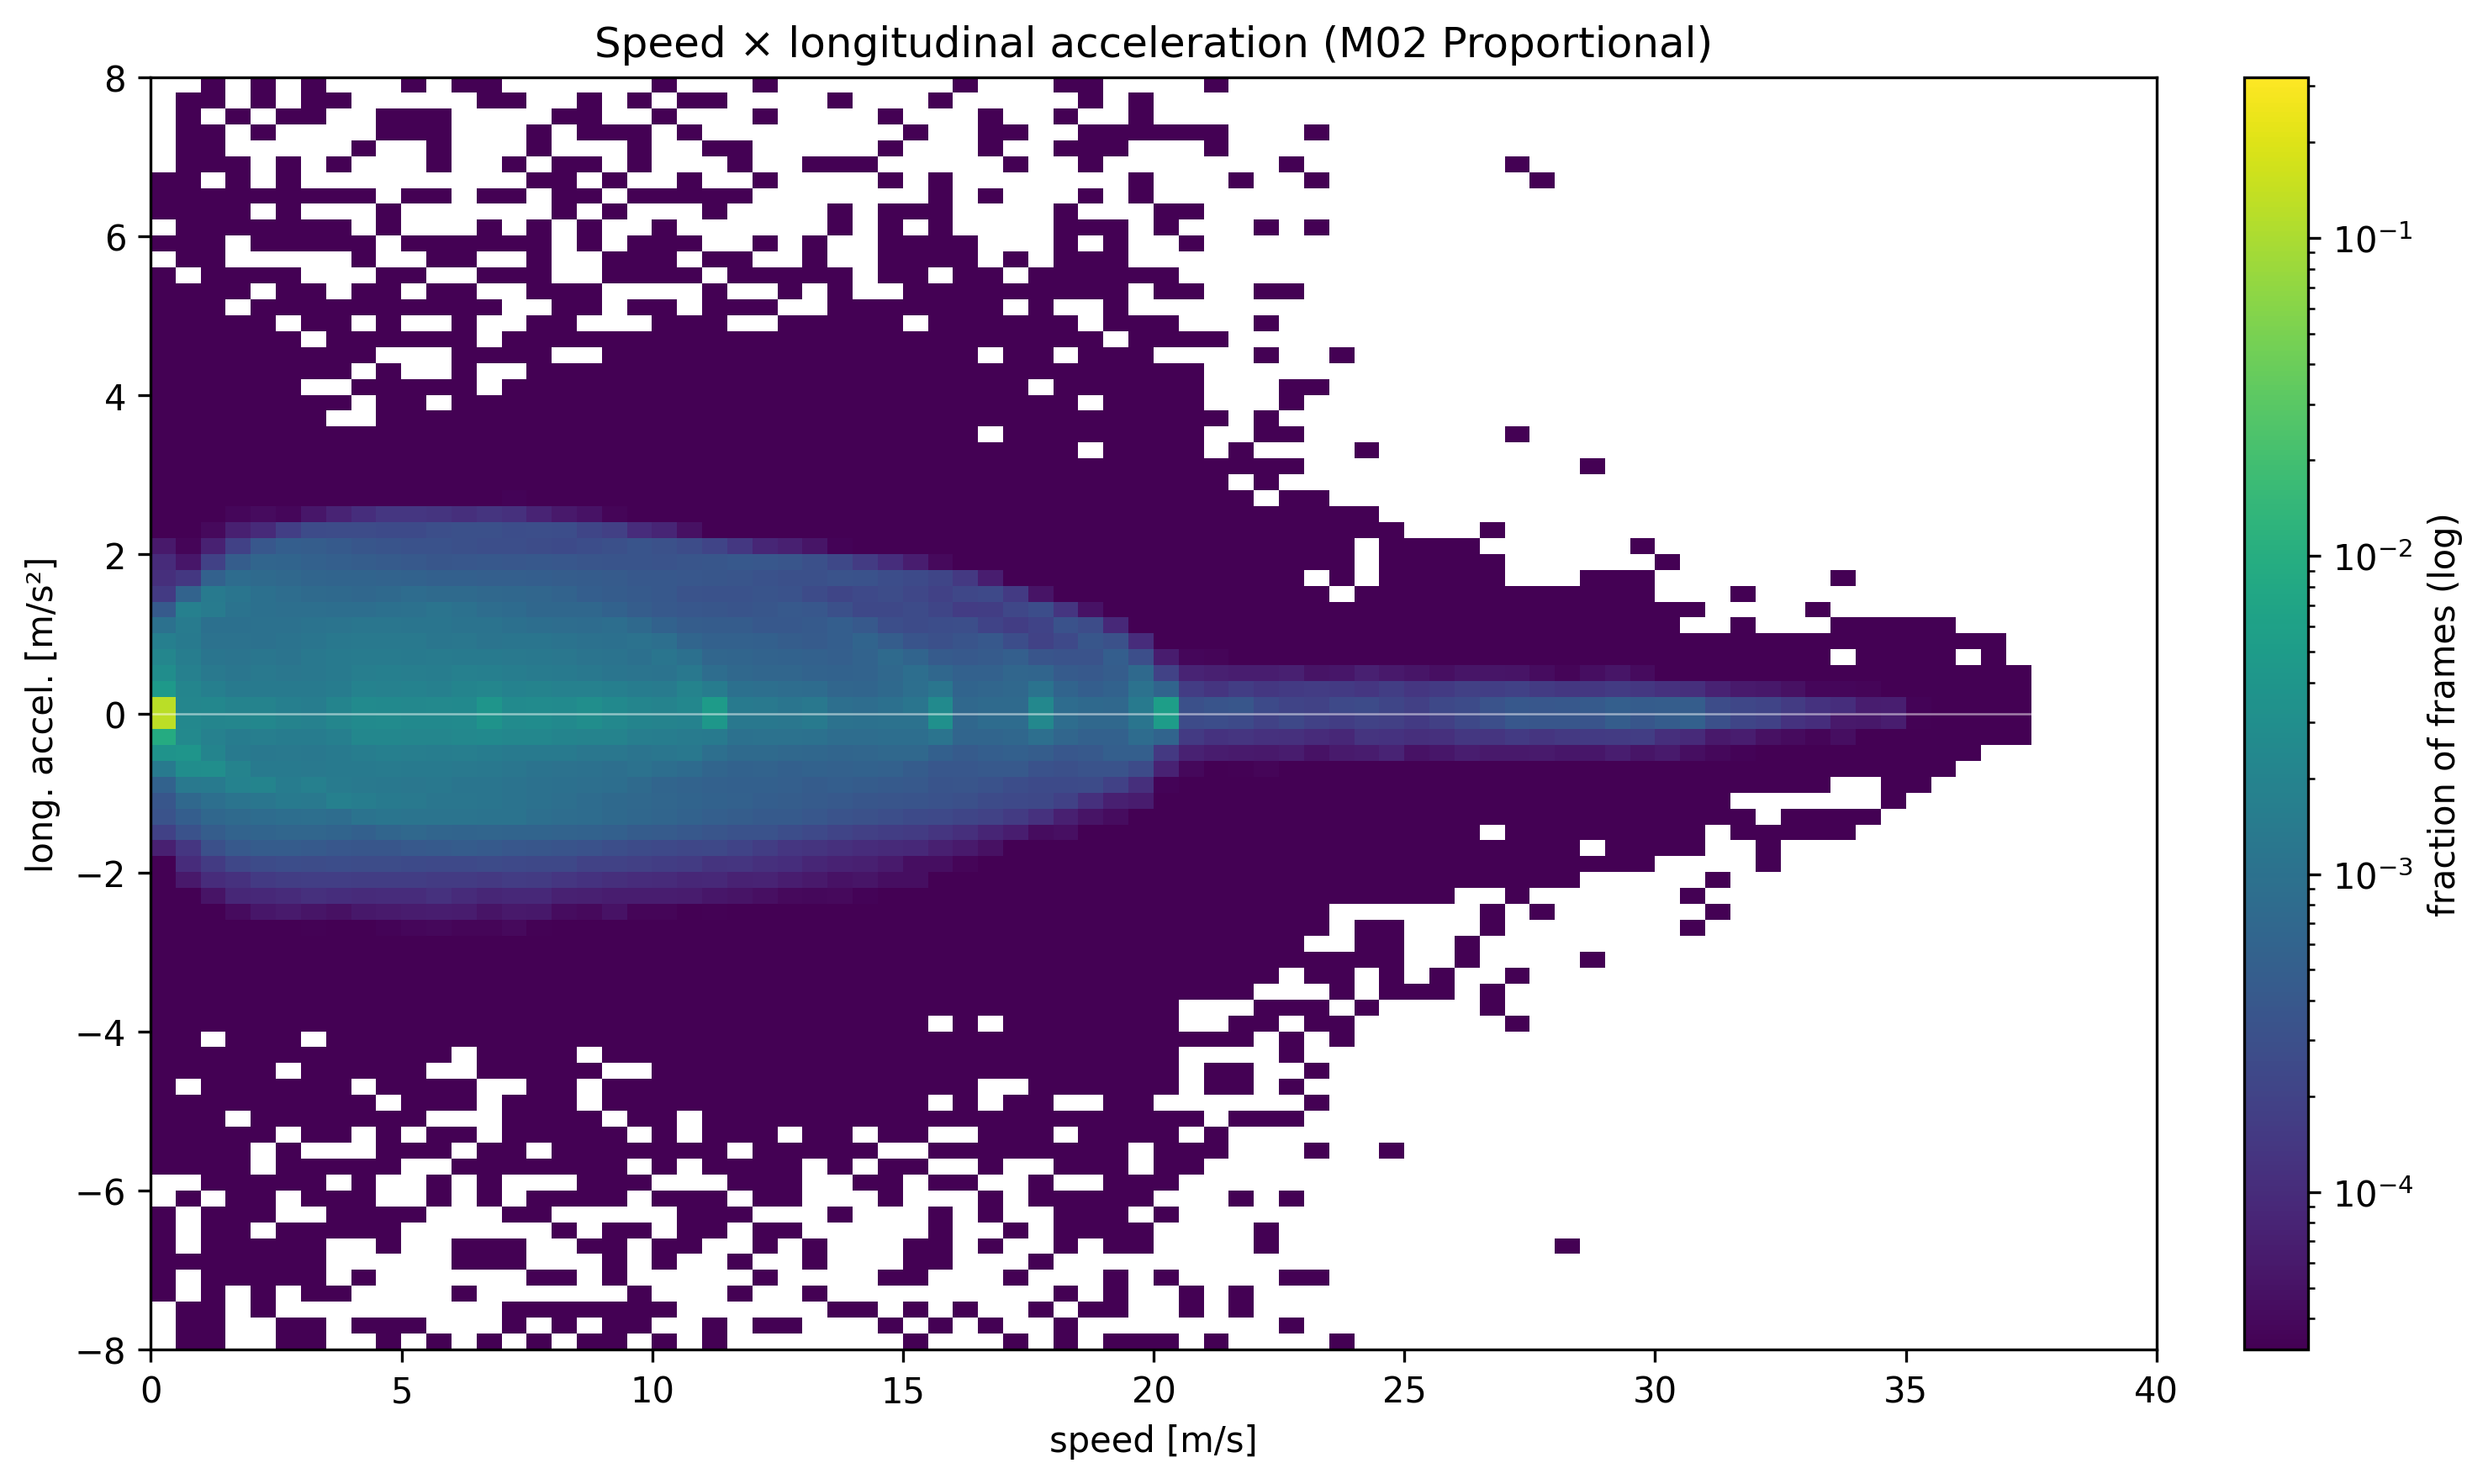 Speed × longitudinal acceleration (M02 Proportional)
8
6
4
2
0
−2
−4
−6
−8
long. accel. [m/s²]
0 5 10 15 20 25 30 35 40
speed [m/s]
10⁻¹
10⁻²
10⁻³
10⁻⁴
fraction of frames (log)